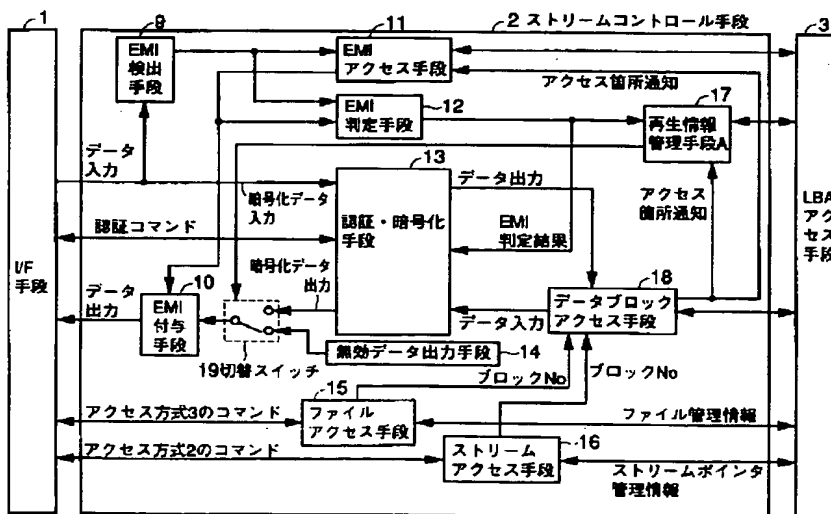 1
I/F
手段
2 ストリームコントロール手段
3
LBA
アク
セス
手段
9
EMI
検出
手段
11
EMI
アクセス手段
アクセス箇所通知
12
EMI
判定手段
17
再生情報
管理手段A
データ
入力
暗号化データ
入力
13
認証・暗号化
手段
データ出力
アクセス
箇所通知
認証コマンド
EMI
判定結果
10
EMI
付与
手段
データ
出力
暗号化データ
出力
18
データブロック
アクセス手段
データ入力
19切替スイッチ
無効データ出力手段
14
ブロックNo
ブロックNo
15
ファイル
アクセス手段
アクセス方式3のコマンド
ファイル管理情報
アクセス方式2のコマンド
16
ストリーム
アクセス手段
ストリームポインタ
管理情報